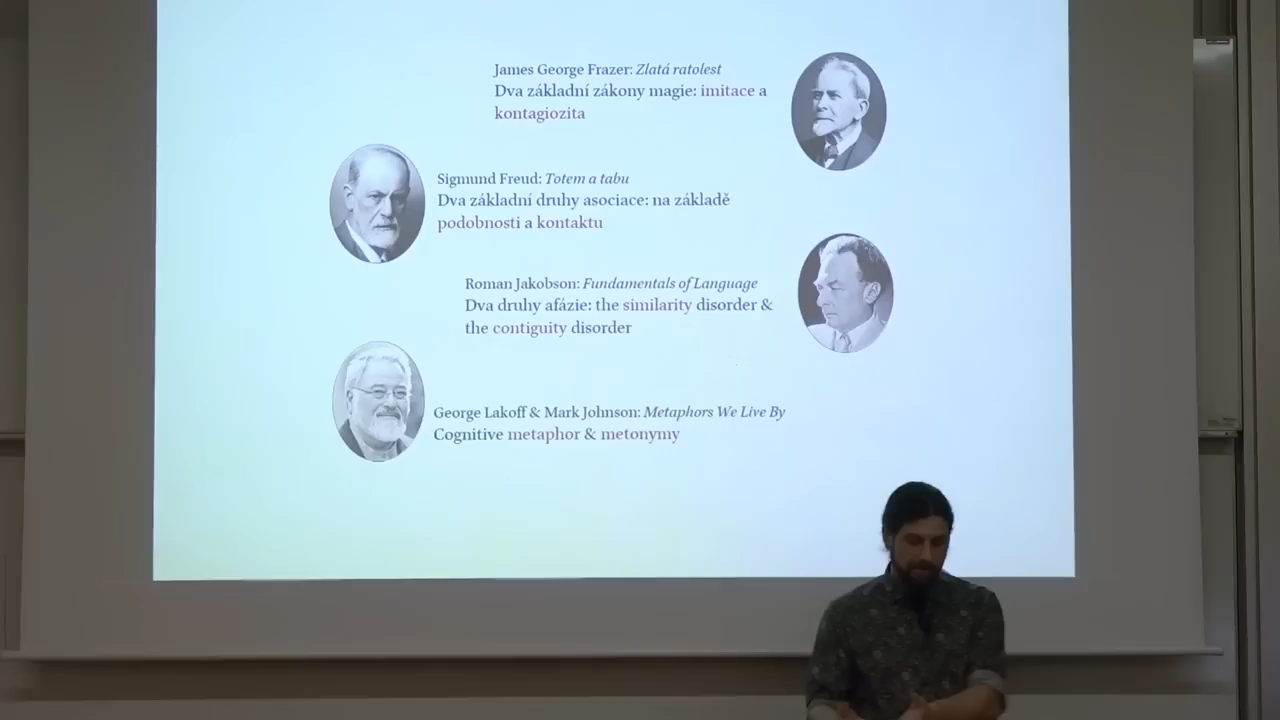 James George Frazer: Zlatá ratolest
Dva základní zákony magie: imitace a
kontagiozita
Sigmund Freud: Totem a tabu
Dva základní druhy asociace: na základě
podobnosti a kontaktu
Roman Jakobson: Fundamentals of Language
Dva druhy afázie: the similarity disorder &
the contiguity disorder
George Lakoff & Mark Johnson: Metaphors We Live By
Cognitive metaphor & metonymy